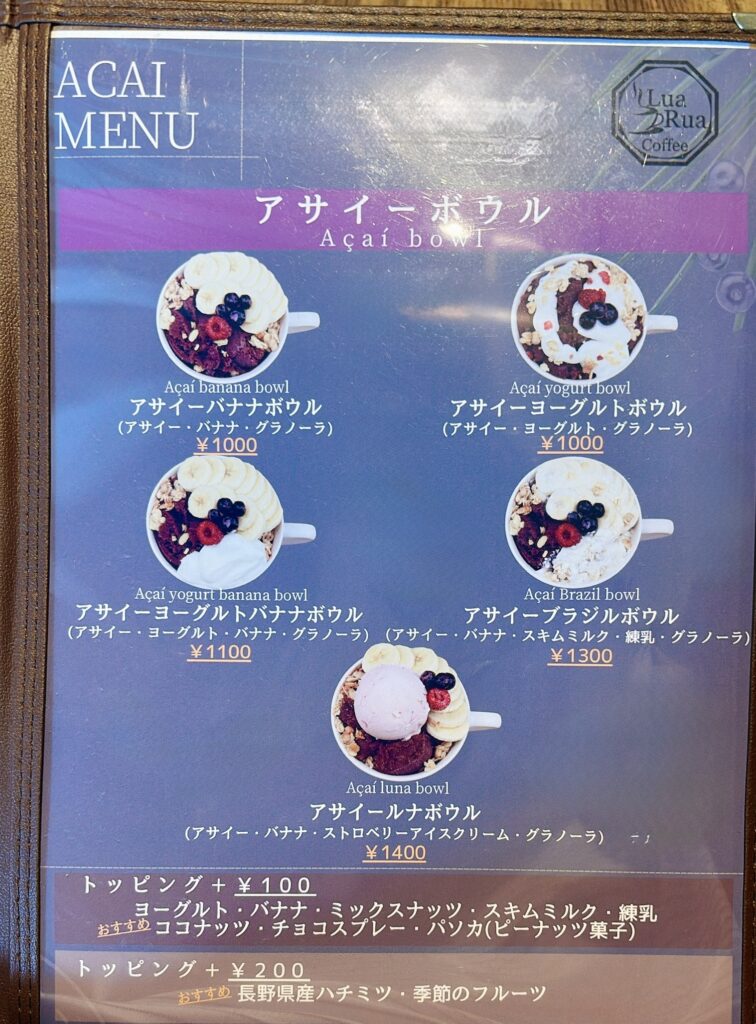 ACAI
MENU
Lua
Rua
Coffee
アサイーボウル
Açaí bowl
Açaí banana bowl
アサイーバナナボウル
(アサイー・バナナ・グラノーラ)
￥1000
Açaí yogurt bowl
アサイーヨーグルトボウル
(アサイー・ヨーグルト・グラノーラ)
￥1000
Açaí yogurt banana bowl
アサイーヨーグルトバナナボウル
(アサイー・ヨーグルト・バナナ・グラノーラ)
￥1100
Açaí Brazil bowl
アサイーブラジルボウル
(アサイー・バナナ・スキムミルク・練乳・グラノーラ)
￥1300
Açaí luna bowl
アサイールナボウル
(アサイー・バナナ・ストロベリーアイスクリーム・グラノーラ)
￥1400
トッピング+￥100
ヨーグルト・バナナ・ミックスナッツ・スキムミルク・練乳
おすすめ ココナッツ・チョコスプレー・パソカ(ピーナッツ菓子)
トッピング+￥200
おすすめ 長野県産ハチミツ・季節のフルーツ